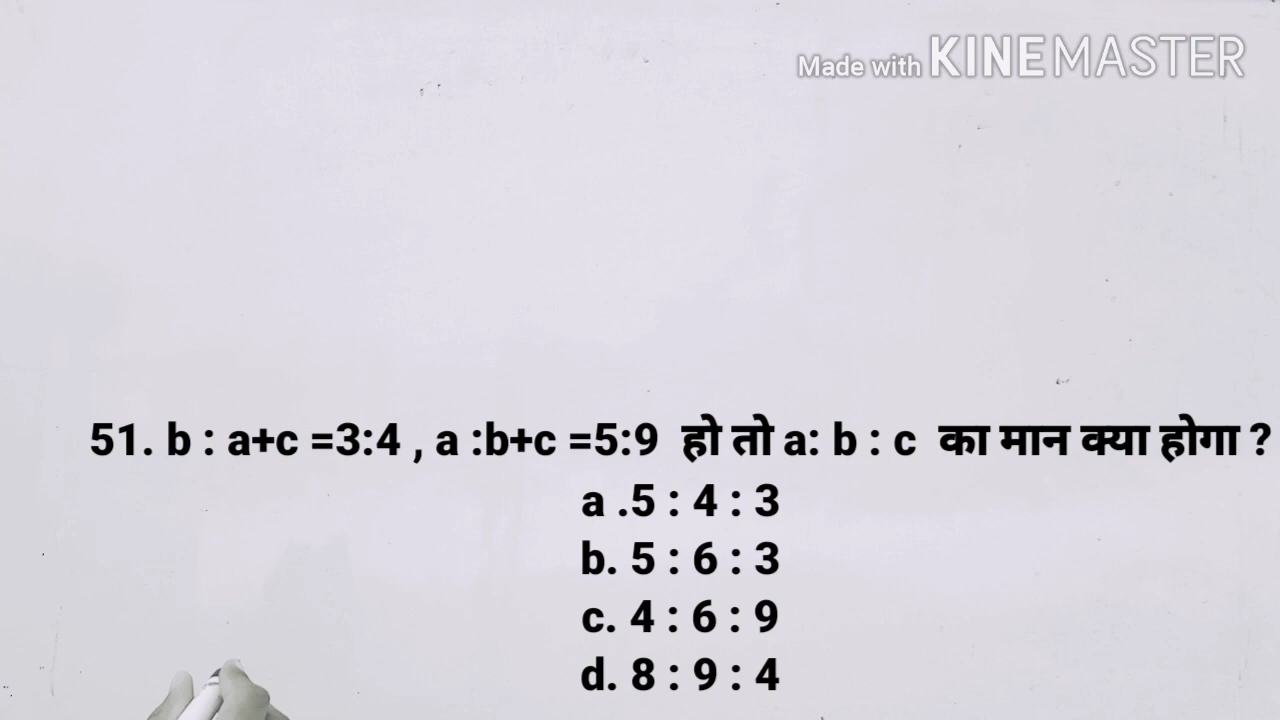 Made with KINEMASTER
51. b : a+c =3:4 , a :b+c =5:9 हो तो a: b : c का मान क्या होगा ?
a .5 : 4 : 3
b. 5 : 6 : 3
c. 4 : 6 : 9
d. 8 : 9 : 4